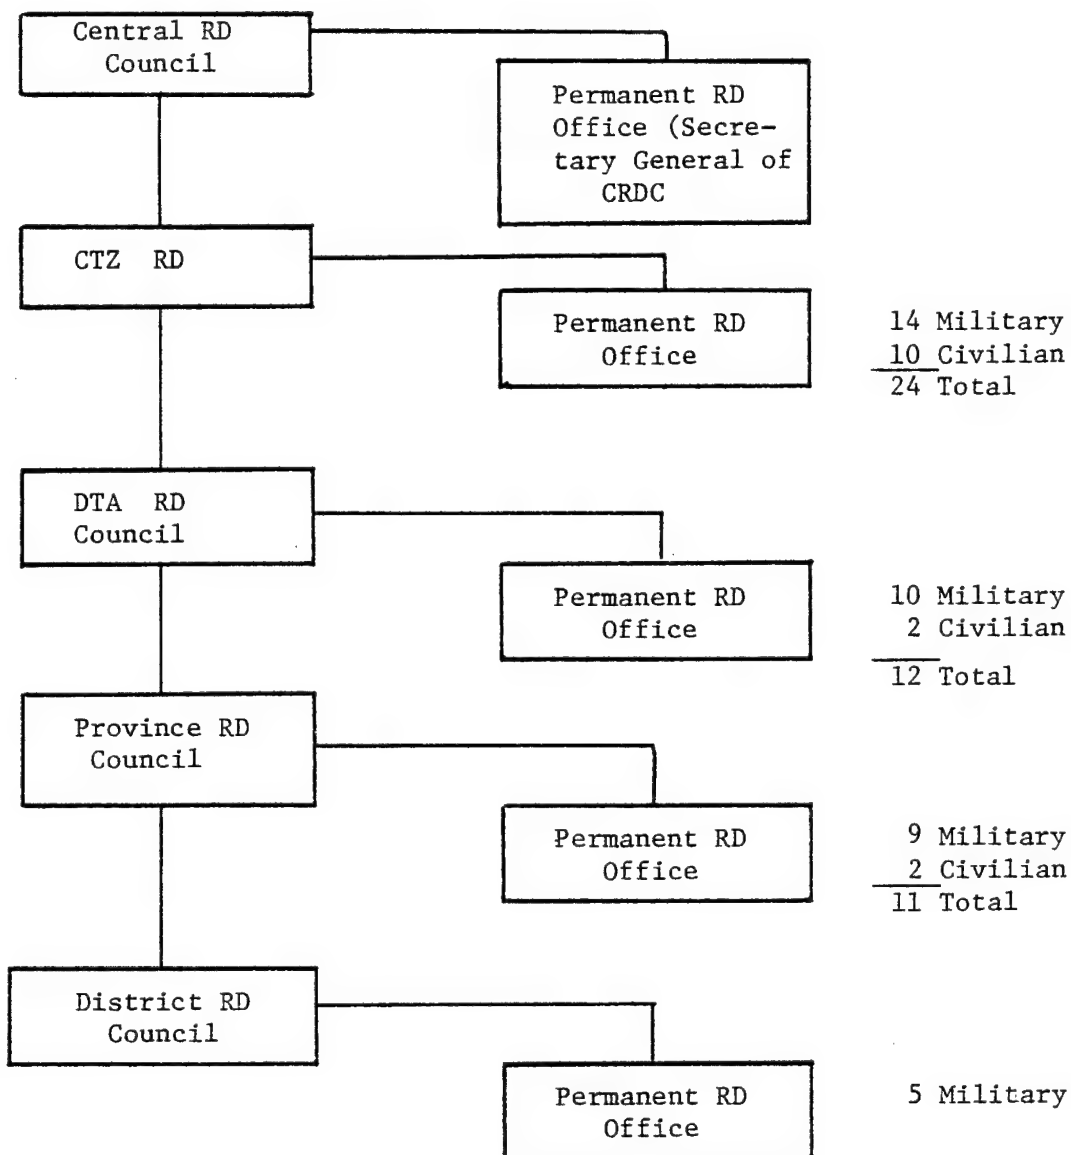 Central RD
Council
Permanent RD
Office (Secre-
tary General of
CRDC
CTZ RD
Permanent RD
Office
14 Military
10 Civilian
24 Total
DTA RD
Council
Permanent RD
Office
10 Military
2 Civilian
12 Total
Province RD
Council
Permanent RD
Office
9 Military
2 Civilian
11 Total
District RD
Council
Permanent RD
Office
5 Military